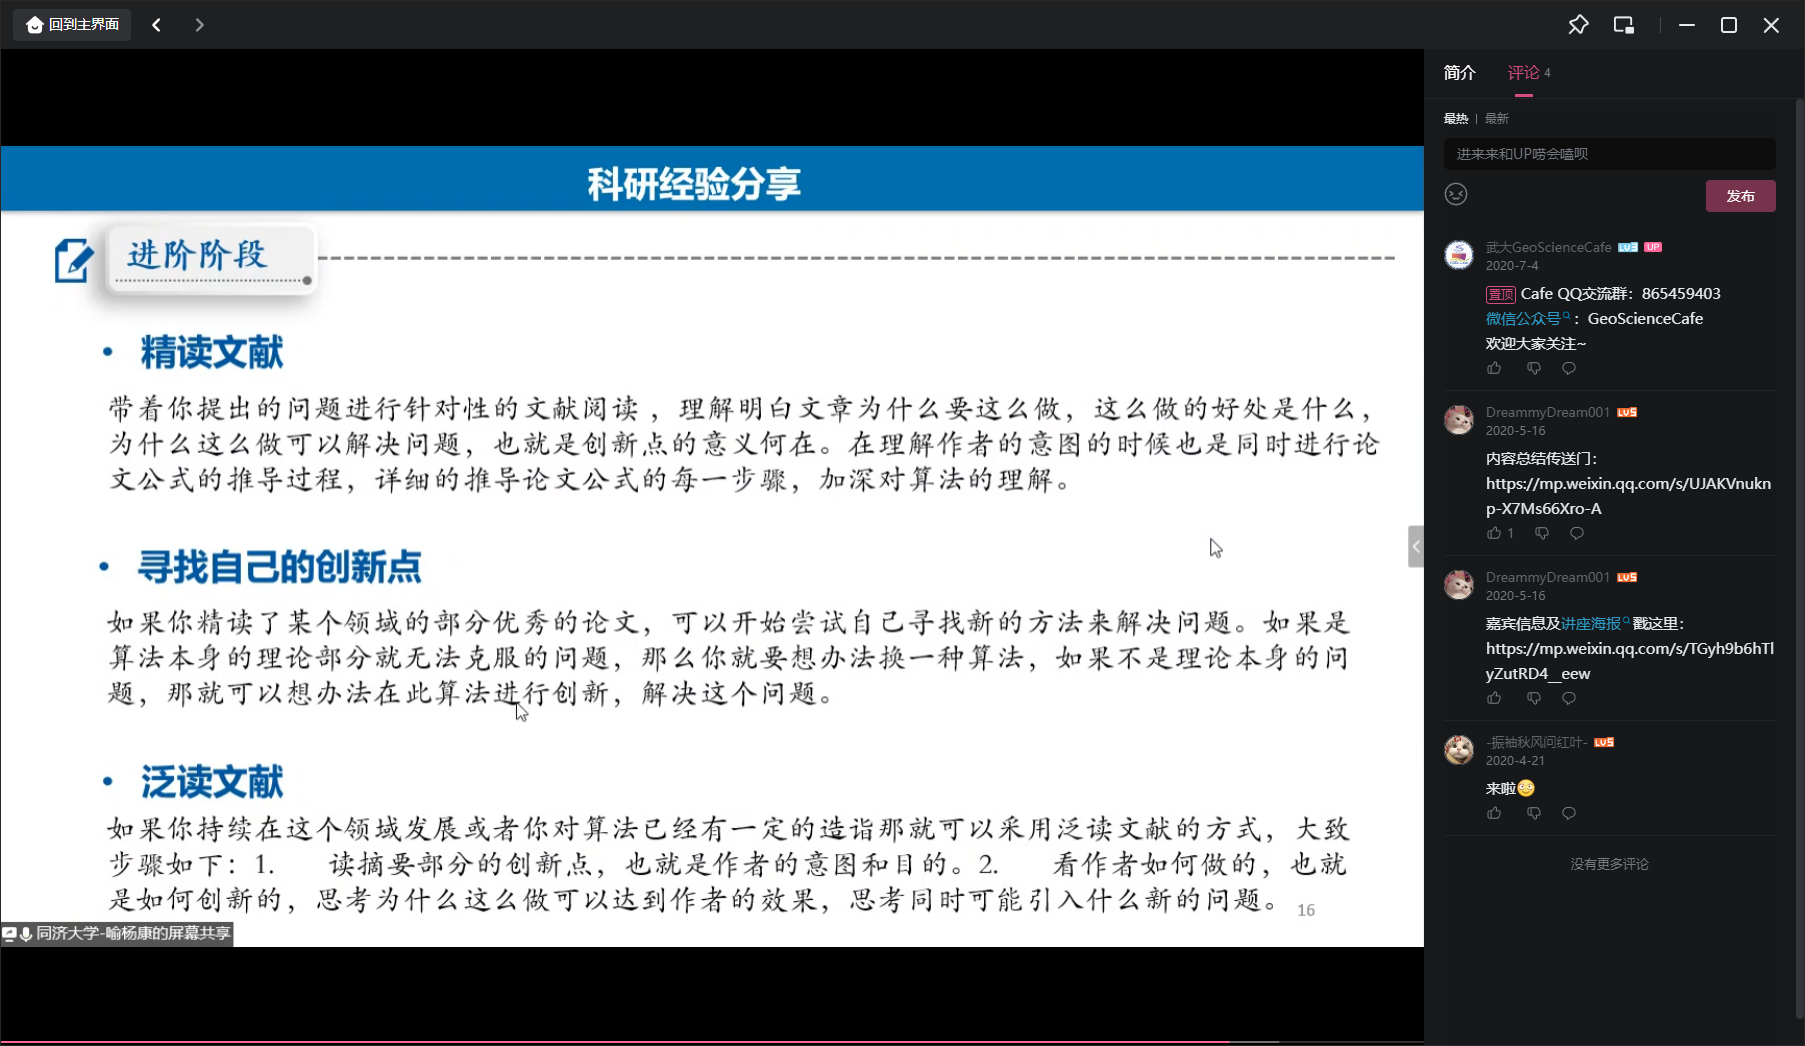 回到主界面
科研经验分享
进阶阶段
• 精读文献
带着你提出的问题进行针对性的文献阅读，理解明白文章为什么要这么做，这么做的好处是什么，
为什么这么做可以解决问题，也就是创新点的意义何在。在理解作者的意图的时候也是同时进行论
文公式的推导过程，详细的推导论文公式的每一步骤，加深对算法的理解。
• 寻找自己的创新点
如果你精读了某个领域的部分优秀的论文，可以开始尝试自己寻找新的方法来解决问题。如果是
算法本身的理论部分就无法克服的问题，那么你就要想办法换一种算法，如果不是理论本身的问
题，那就可以想办法在此算法进行创新，解决这个问题。
• 泛读文献
如果你持续在这个领域发展或者你对算法已经有一定的造诣那就可以采用泛读文献的方式，大致
步骤如下：1. 读摘要部分的创新点，也就是作者的意图和目的。2. 看作者如何做的，也就
是如何创新的，思考为什么这么做可以达到作者的效果，思考同时可能引入什么新的问题。
16
同济大学-喻杨康的屏幕共享
简介 评论 4
最热 | 最新
进来来和UP唠会嗑呗
发布
武大GeoScienceCafe LV3 UP
2020-7-4
置顶 Cafe QQ交流群：865459403
微信公众号：GeoScienceCafe
欢迎大家关注~
DreammyDream001 LV5
2020-5-16
内容总结传送门：
https://mp.weixin.qq.com/s/UJAKVnukn
p-X7Ms66Xro-A
1
DreammyDream001 LV5
2020-5-16
嘉宾信息及讲座海报戳这里：
https://mp.weixin.qq.com/s/TGyh9b6hTl
yZutRD4__eew
-振袖秋风问红叶- LV5
2020-4-21
来啦😳
没有更多评论